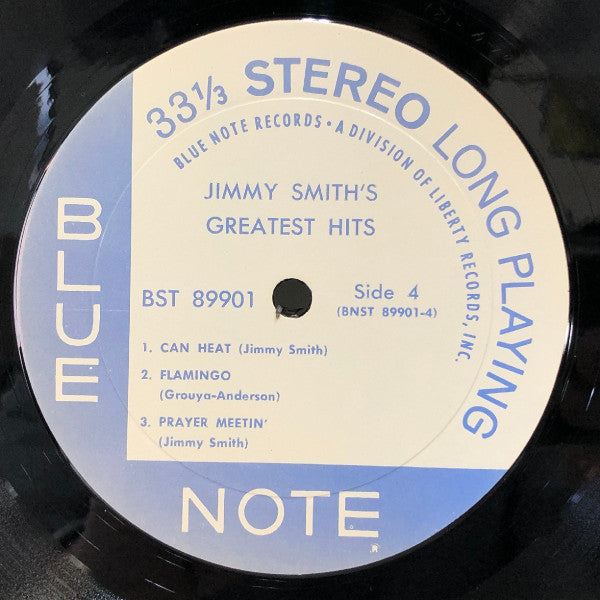 33 1/3 STEREO LONG PLAYING
BLUE NOTE RECORDS • A DIVISION OF LIBERTY RECORDS, INC.
JIMMY SMITH'S
GREATEST HITS
BST 89901
Side 4
(BNST 89901-4)
1. CAN HEAT (Jimmy Smith)
2. FLAMINGO
(Grouya-Anderson)
3. PRAYER MEETIN'
(Jimmy Smith)
BLUE
NOTE
®